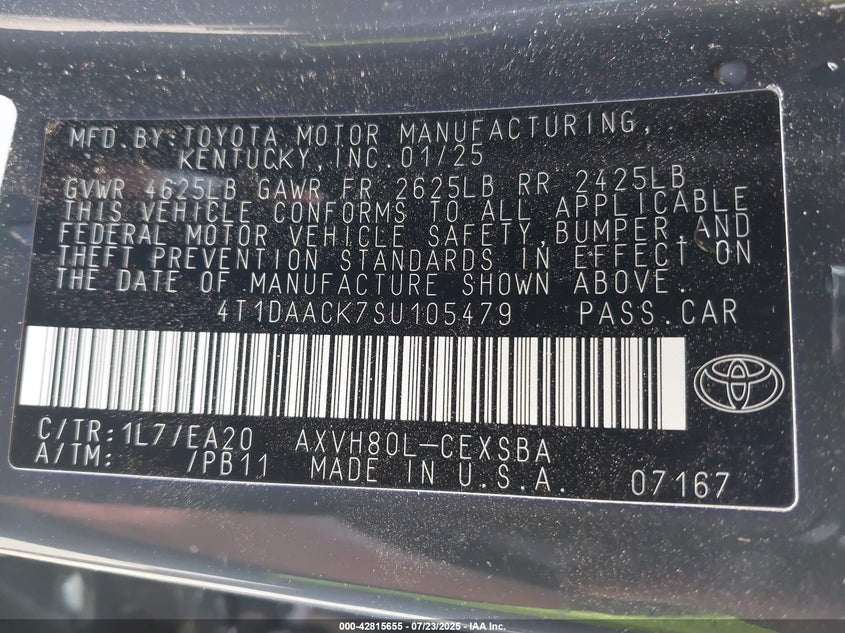 MFD. BY: TOYOTA MOTOR MANUFACTURING,
KENTUCKY, INC. 01/25
GVWR 4625LB GAWR FR 2625LB RR 2425LB
THIS VEHICLE CONFORMS TO ALL APPLICABLE
FEDERAL MOTOR VEHICLE SAFETY, BUMPER, AND
THEFT PREVENTION STANDARDS IN EFFECT ON
THE DATE OF MANUFACTURE SHOWN ABOVE.
4T1DAACK7SU105479 PASS. CAR
C/TR: 1L7/EA20 AXVH80L-CEXSBA
A/TM: /PB11 MADE IN U.S.A. 07167
000-42815655 - 07/23/2025 - IAA Inc.